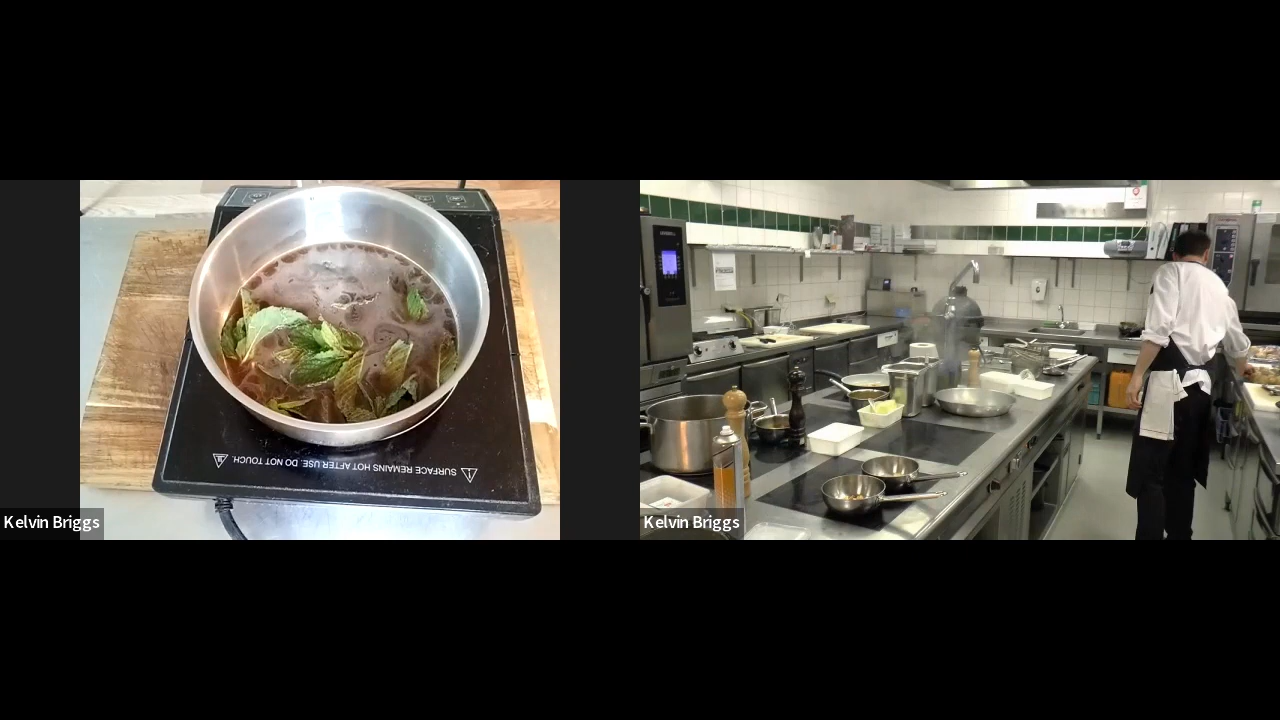 SURFACE REMAINS HOT AFTER USE. DO NOT TOUCH.
Kelvin Briggs
Kelvin Briggs